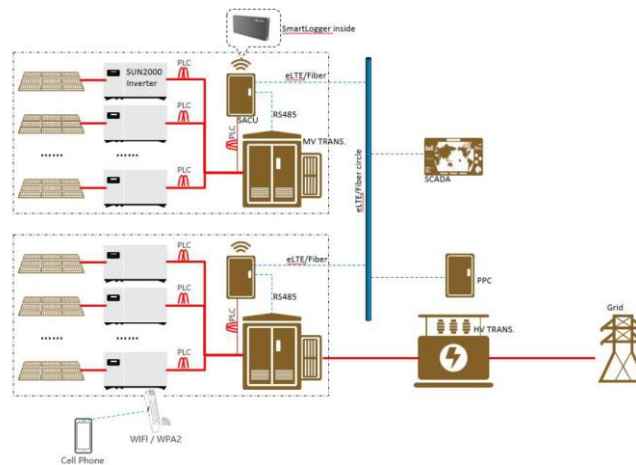 SmartLogger inside
SUN2000
Inverter
PLC
eLTE/Fiber
SACU
RS485
PLC
PLC
MV TRANS.
......
......
PLC
eLTE/Fiber circle
SCADA
PLC
eLTE/Fiber
RS485
PLC
PLC
......
......
PLC
PPC
HV TRANS.
Grid
WIFI / WPA2
Cell Phone